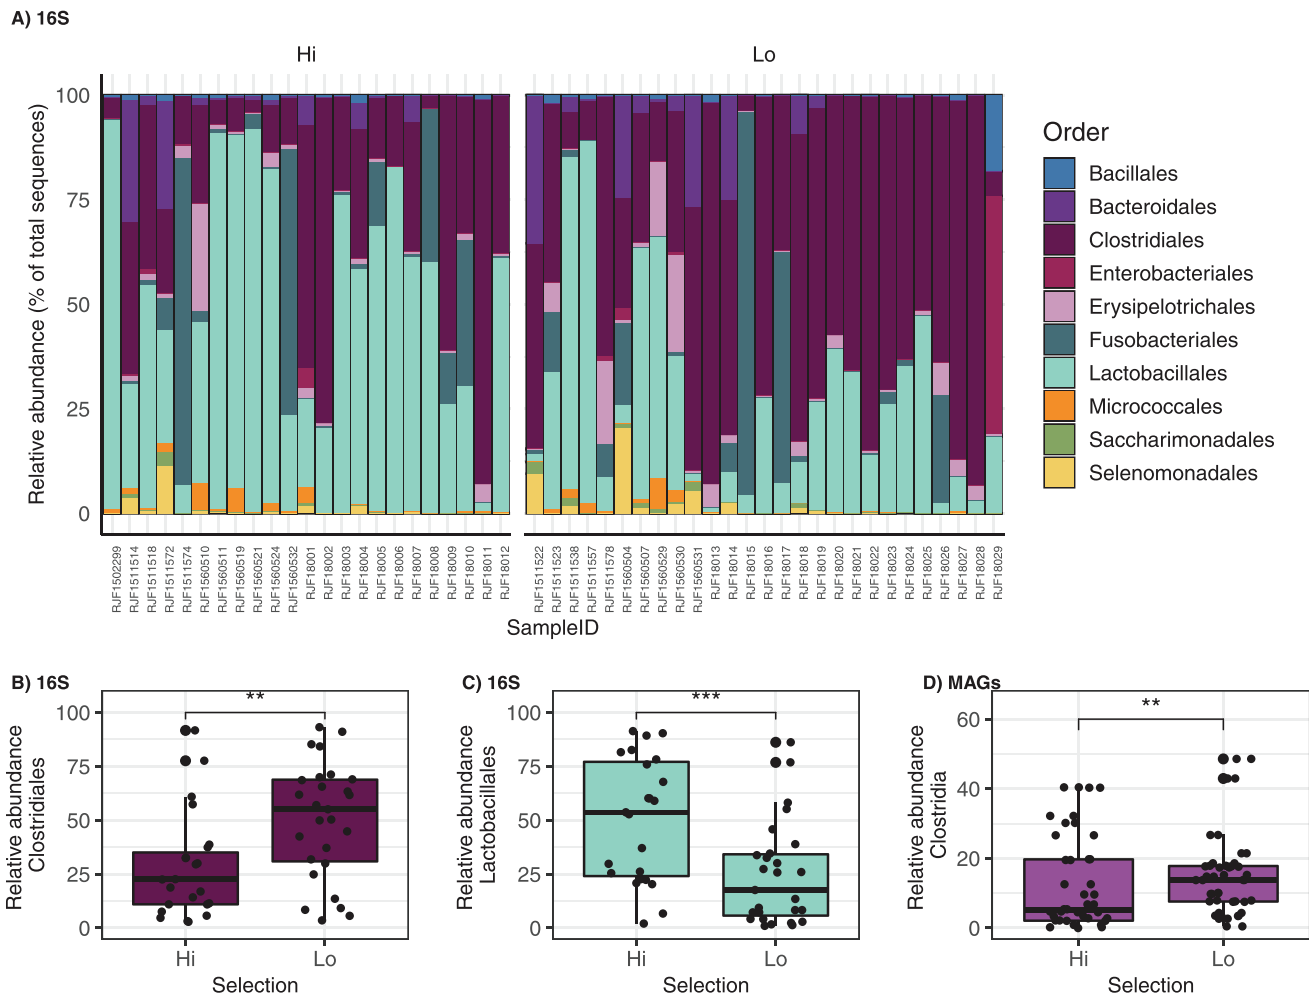 A) 16S
Hi
Lo
Relative abundance (% of total sequences)
100
75
50
25
0
RJF1502299
RJF1511514
RJF1511518
RJF1511572
RJF1511574
RJF1560510
RJF1560511
RJF1560519
RJF1560521
RJF1560524
RJF1560532
RJF18001
RJF18002
RJF18003
RJF18004
RJF18005
RJF18006
RJF18007
RJF18008
RJF18009
RJF18010
RJF18011
RJF18012
RJF1511522
RJF1511523
RJF1511538
RJF1511557
RJF1511578
RJF1560504
RJF1560507
RJF1560529
RJF1560530
RJF1560531
RJF18013
RJF18014
RJF18015
RJF18016
RJF18017
RJF18018
RJF18019
RJF18020
RJF18021
RJF18022
RJF18023
RJF18024
RJF18025
RJF18026
RJF18027
RJF18028
RJF18029
SampleID
Order
Bacillales
Bacteroidales
Clostridiales
Enterobacteriales
Erysipelotrichales
Fusobacteriales
Lactobacillales
Micrococcales
Saccharimonadales
Selenomonadales
B) 16S
**
Relative abundance
Clostridiales
100
75
50
25
0
Hi
Lo
Selection
C) 16S
***
Relative abundance
Lactobacillales
100
75
50
25
0
Hi
Lo
Selection
D) MAGs
**
Relative abundance
Clostridia
60
40
20
0
Hi
Lo
Selection